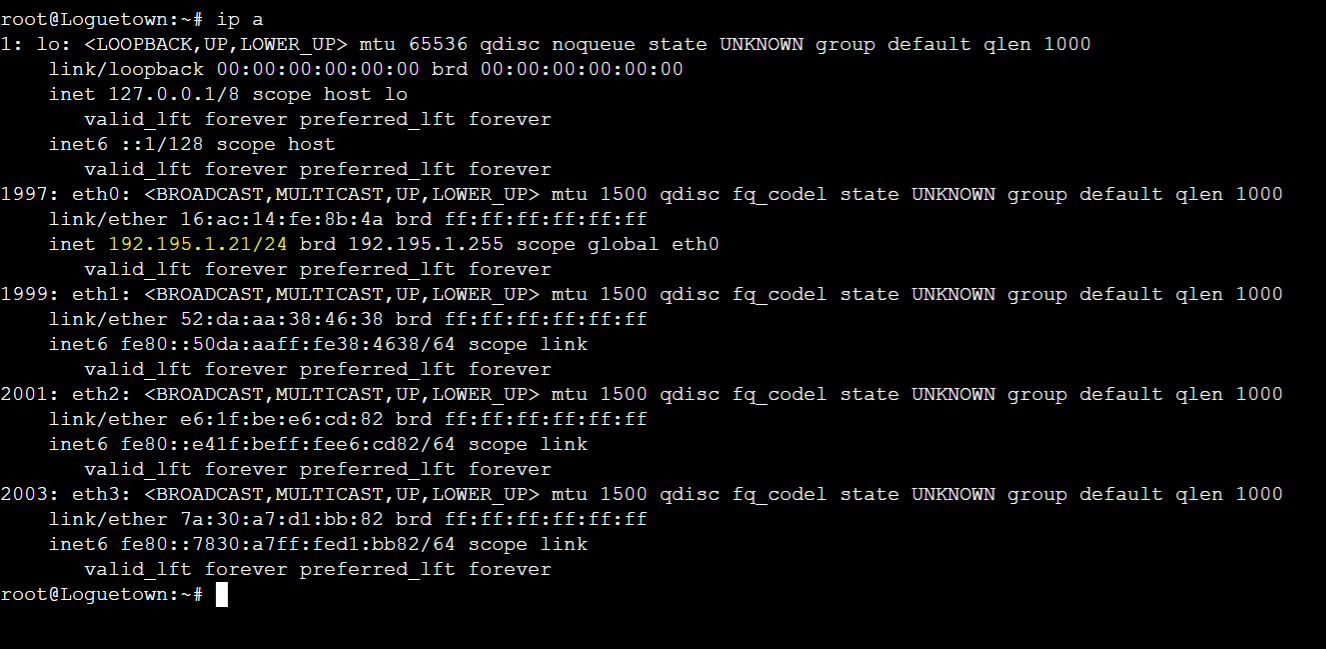 root@Loguetown:~# ip a
1: lo: <LOOPBACK,UP,LOWER_UP> mtu 65536 qdisc noqueue state UNKNOWN group default qlen 1000
    link/loopback 00:00:00:00:00:00 brd 00:00:00:00:00:00
    inet 127.0.0.1/8 scope host lo
       valid_lft forever preferred_lft forever
    inet6 ::1/128 scope host
       valid_lft forever preferred_lft forever
1997: eth0: <BROADCAST,MULTICAST,UP,LOWER_UP> mtu 1500 qdisc fq_codel state UNKNOWN group default qlen 1000
    link/ether 16:ac:14:fe:8b:4a brd ff:ff:ff:ff:ff:ff
    inet 192.195.1.21/24 brd 192.195.1.255 scope global eth0
       valid_lft forever preferred_lft forever
1999: eth1: <BROADCAST,MULTICAST,UP,LOWER_UP> mtu 1500 qdisc fq_codel state UNKNOWN group default qlen 1000
    link/ether 52:da:aa:38:46:38 brd ff:ff:ff:ff:ff:ff
    inet6 fe80::50da:aaff:fe38:4638/64 scope link
       valid_lft forever preferred_lft forever
2001: eth2: <BROADCAST,MULTICAST,UP,LOWER_UP> mtu 1500 qdisc fq_codel state UNKNOWN group default qlen 1000
    link/ether e6:1f:be:e6:cd:82 brd ff:ff:ff:ff:ff:ff
    inet6 fe80::e41f:beff:fee6:cd82/64 scope link
       valid_lft forever preferred_lft forever
2003: eth3: <BROADCAST,MULTICAST,UP,LOWER_UP> mtu 1500 qdisc fq_codel state UNKNOWN group default qlen 1000
    link/ether 7a:30:a7:d1:bb:82 brd ff:ff:ff:ff:ff:ff
    inet6 fe80::7830:a7ff:fed1:bb82/64 scope link
       valid_lft forever preferred_lft forever
root@Loguetown:~#